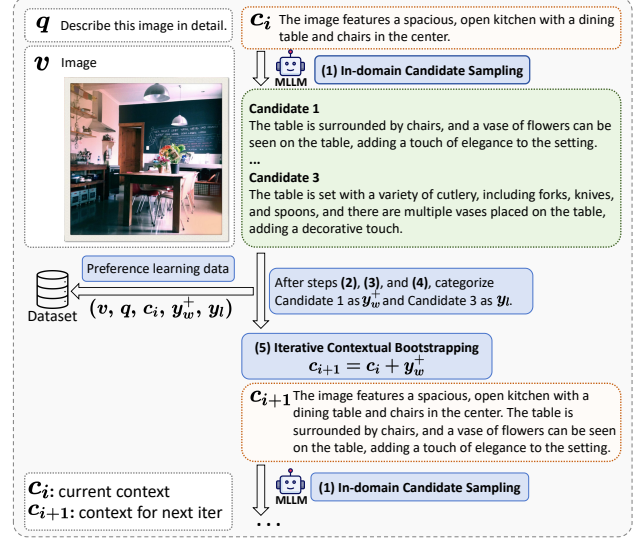 q Describe this image in detail.
v Image
c_i The image features a spacious, open kitchen with a dining
table and chairs in the center.
MLLM
(1) In-domain Candidate Sampling
Candidate 1
The table is surrounded by chairs, and a vase of flowers can be
seen on the table, adding a touch of elegance to the setting.
...
Candidate 3
The table is set with a variety of cutlery, including forks, knives,
and spoons, and there are multiple vases placed on the table,
adding a decorative touch.
Preference learning data
Dataset
(v, q, c_i, y_w^+, y_l)
After steps (2), (3), and (4), categorize
Candidate 1 as y_w^+ and Candidate 3 as y_l.
(5) Iterative Contextual Bootstrapping
c_{i+1} = c_i + y_w^+
c_{i+1} The image features a spacious, open kitchen with a
dining table and chairs in the center. The table is
surrounded by chairs, and a vase of flowers can be seen
on the table, adding a touch of elegance to the setting.
MLLM
(1) In-domain Candidate Sampling
...
c_i: current context
c_{i+1}: context for next iter